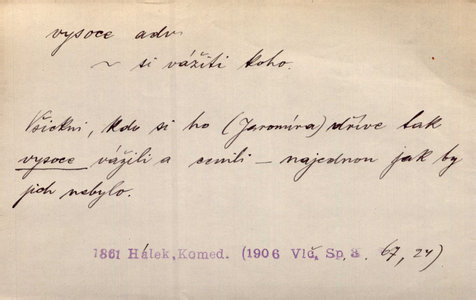 vysoce adv.
~ si vážiti koho.
Všickni, kdo si ho (Jaromíra) dříve tak
vysoce vážili a ctili – najednou jak by
jich nebylo.
1861 Hálek, Komed. (1906 Vlč. Sp. 3. 67, 24)